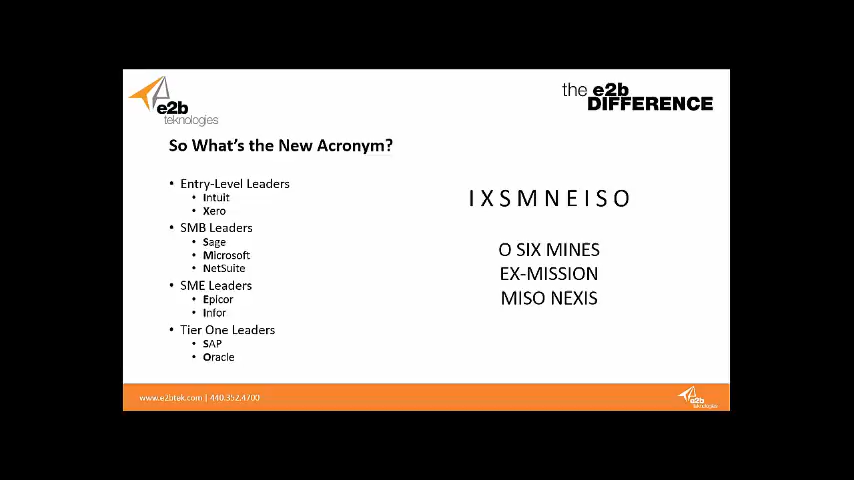 e2b
teknologies
the e2b
DIFFERENCE
So What's the New Acronym?
• Entry-Level Leaders
• Intuit
• Xero
• SMB Leaders
• Sage
• Microsoft
• NetSuite
• SME Leaders
• Epicor
• Infor
• Tier One Leaders
• SAP
• Oracle
I X S M N E I S O
O SIX MINES
EX-MISSION
MISO NEXIS
www.e2btek.com | 440.352.4700
e2b
teknologies